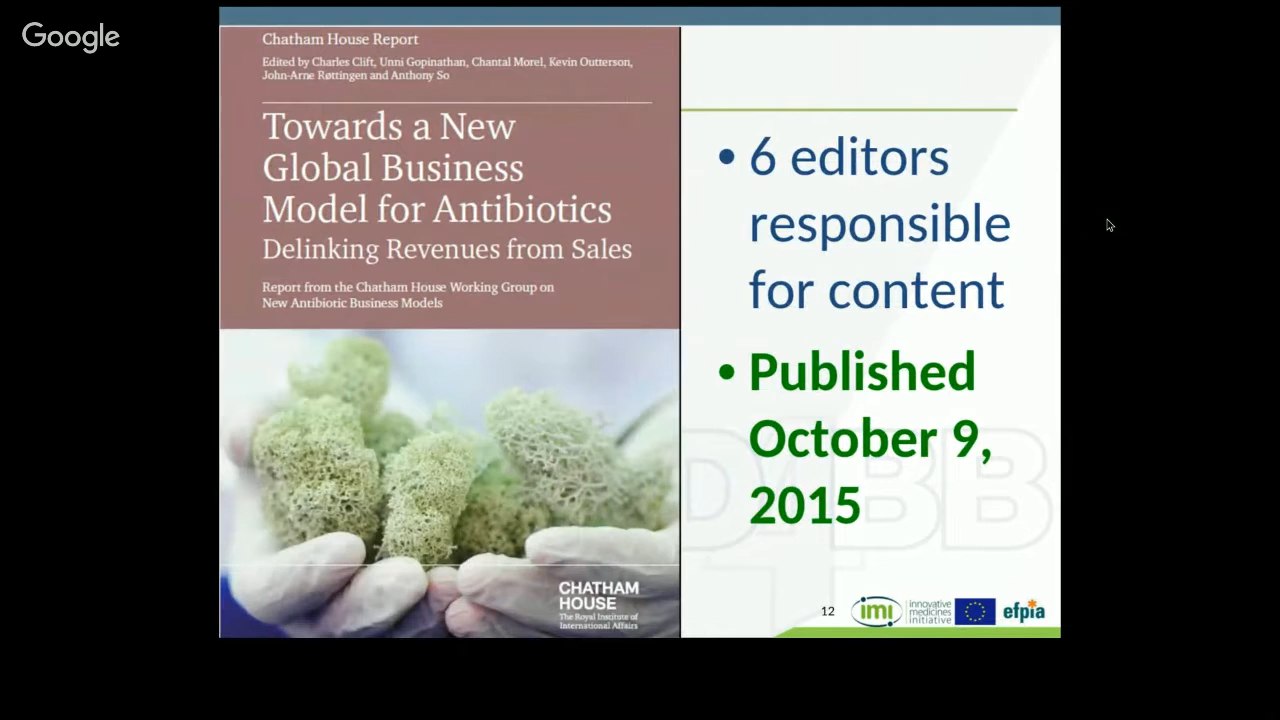 Google
Chatham House Report
Edited by Charles Clift, Unni Gopinathan, Chantal Morel, Kevin Outterson,
John-Arne Røttingen and Anthony So
Towards a New
Global Business
Model for Antibiotics
Delinking Revenues from Sales
Report from the Chatham House Working Group on
New Antibiotic Business Models
CHATHAM
HOUSE
The Royal Institute of
International Affairs
• 6 editors
responsible
for content
• Published
October 9,
2015
12
imi
innovative
medicines
initiative
efpia